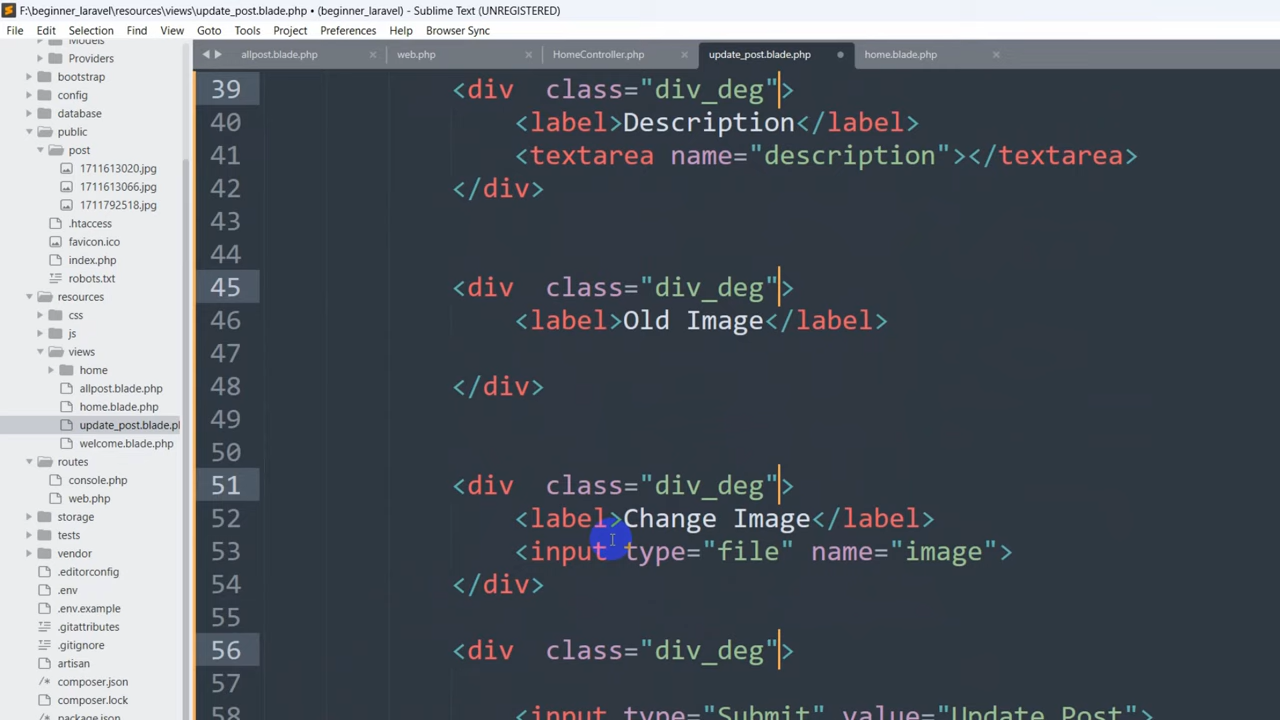 F:\beginner_laravel\resources\views\update_post.blade.php • (beginner_laravel) - Sublime Text (UNREGISTERED)
File Edit Selection Find View Goto Tools Project Preferences Help Browser Sync
allpost.blade.php × web.php × HomeController.php × update_post.blade.php home.blade.php ×
Models
Providers
bootstrap
config
database
public
post
1711613020.jpg
1711613066.jpg
1711792518.jpg
.htaccess
favicon.ico
index.php
robots.txt
resources
css
js
views
home
allpost.blade.php
home.blade.php
update_post.blade.pl
welcome.blade.php
routes
console.php
web.php
storage
tests
vendor
.editorconfig
.env
.env.example
.gitattributes
.gitignore
artisan
composer.json
composer.lock
package.json
39 <div  class="div_deg">
40 <label>Description</label>
41 <textarea name="description"></textarea>
42 </div>
43
44
45 <div  class="div_deg">
46 <label>Old Image</label>
47
48 </div>
49
50
51 <div  class="div_deg">
52 <label>Change Image</label>
53 <input type="file" name="image">
54 </div>
55
56 <div  class="div_deg">
57
58 <input type="Submit" value="Update Post">